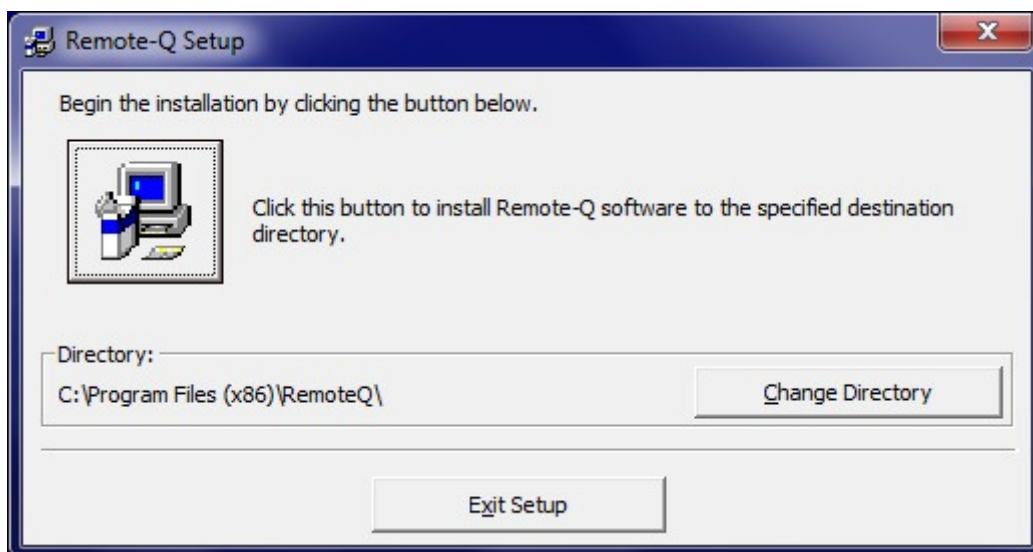 Remote-Q Setup
Begin the installation by clicking the button below.
Click this button to install Remote-Q software to the specified destination
directory.
Directory:
C:\Program Files (x86)\RemoteQ\
Change Directory
Exit Setup